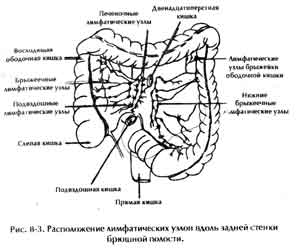 Печеночные
лимфатические узлы
Двенадцатиперстная
кишка
Восходящая
ободочная кишка
Лимфатические
узлы брыжейки
ободочной кишки
Брыжеечные
лимфатические узлы
Подвздошные
лимфатические узлы
Нижние
брыжеечные
лимфатические узлы
Слепая кишка
Подвздошная кишка
Прямая кишка
Рис. 8-3. Расположение лимфатических узлов вдоль задней стенки
брюшной полости.